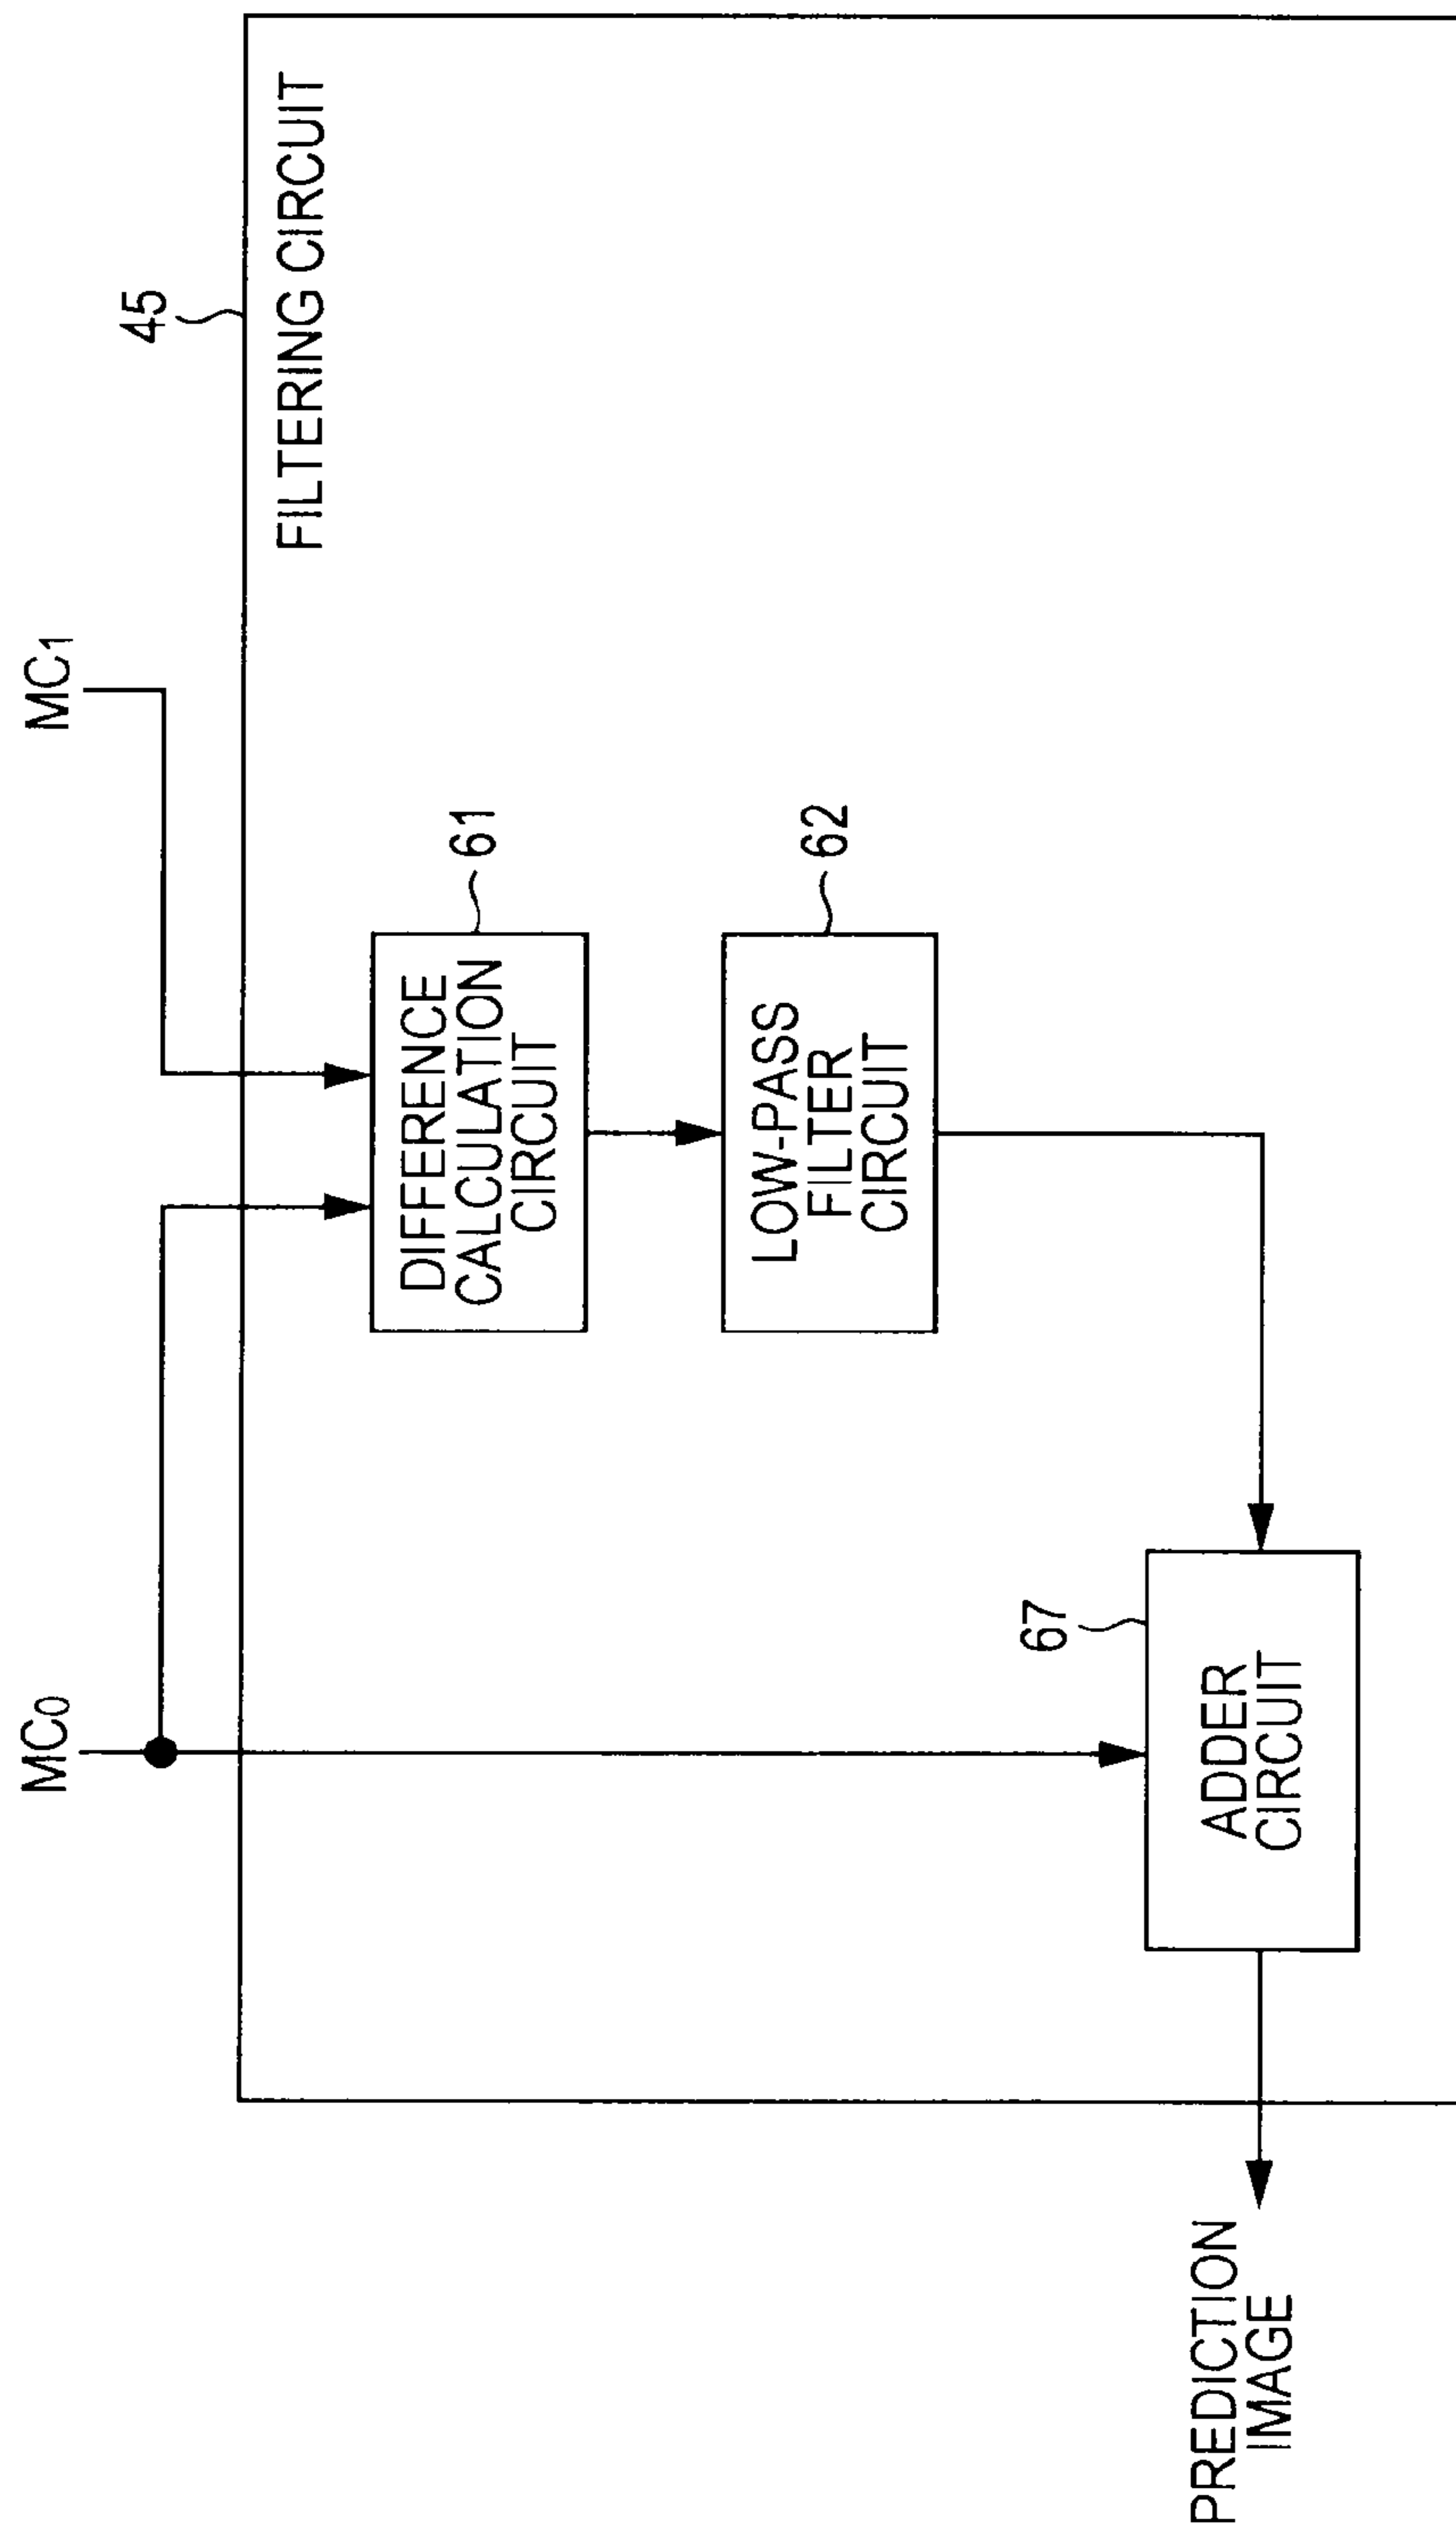 MC0
MC1
45
FILTERING CIRCUIT
DIFFERENCE
CALCULATION
CIRCUIT
61
LOW-PASS
FILTER
CIRCUIT
62
67
ADDER
CIRCUIT
PREDICTION
IMAGE